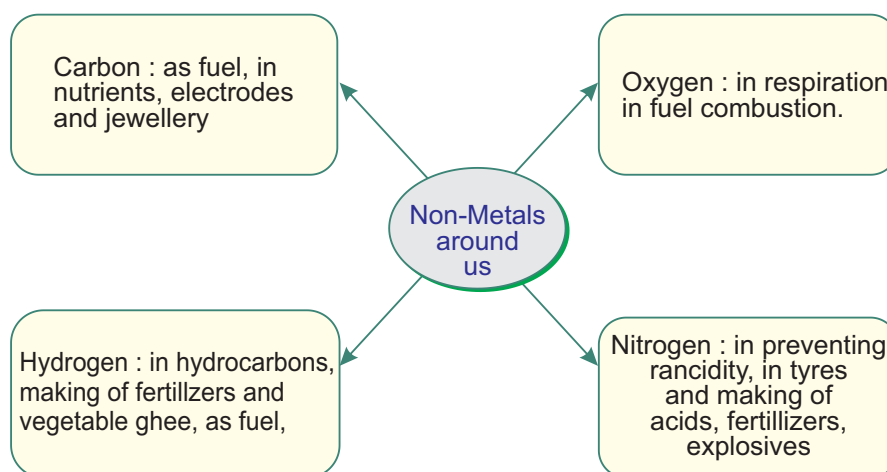 Carbon : as fuel, in
nutrients, electrodes
and jewellery
Oxygen : in respiration
in fuel combustion.
Non-Metals
around
us
Hydrogen : in hydrocarbons,
making of fertillzers and
vegetable ghee, as fuel,
Nitrogen : in preventing
rancidity, in tyres
and making of
acids, fertillizers,
explosives